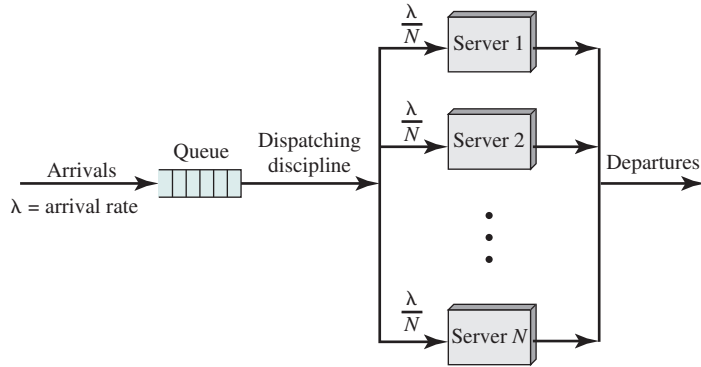 λ
N
Server 1
λ
N
Server 2
Queue
Dispatching
discipline
Arrivals
λ = arrival rate
Departures
λ
N
Server N